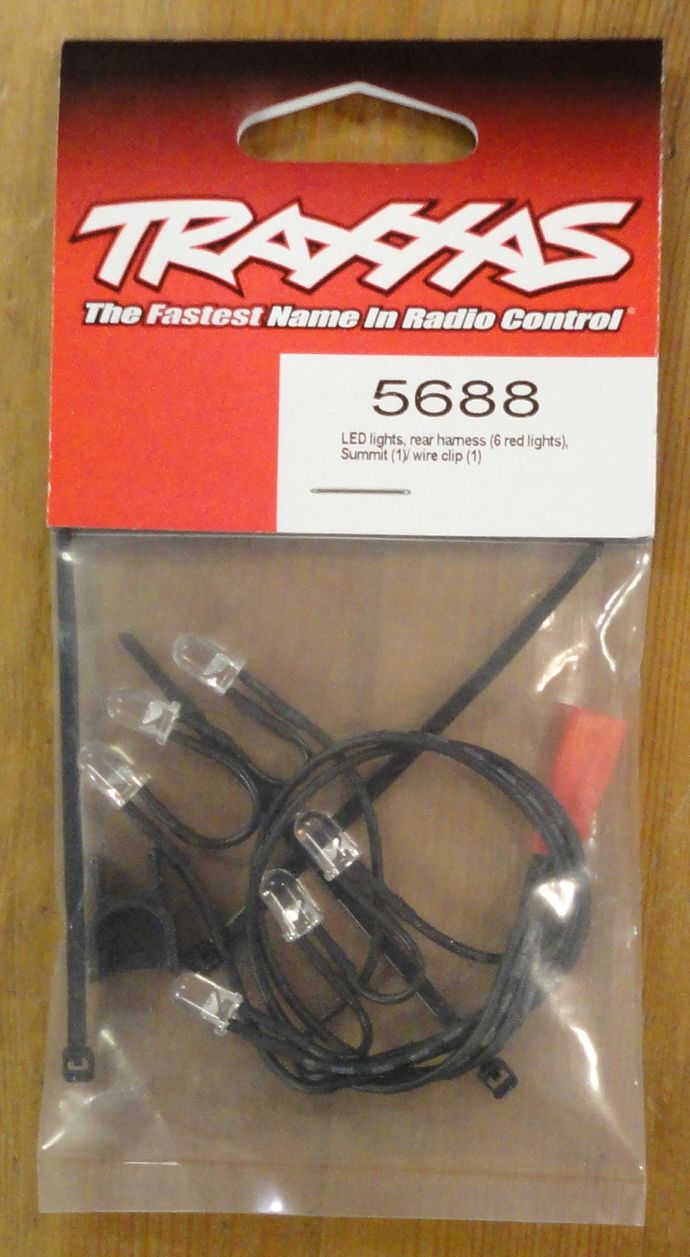 TRAXXAS
The Fastest Name In Radio Control®
5688
LED lights, rear harness (6 red lights),
Summit (1)/ wire clip (1)